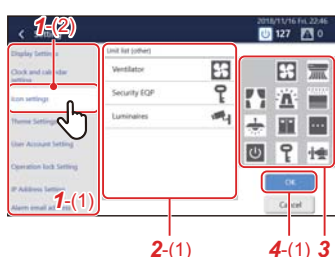 1-(2)
2018/11/16 Fri. 22:46
Settings
127
0
Display Settings
Unit list (other)
Clock and calendar
setting
Ventilator
Icon settings
Security EQP
Luminaires
Theme Settings
User Account Setting
Operation lock Setting
IP Address Setting
OK
1-(1)
Alarm email address
Cancel
2-(1)
4-(1)
3